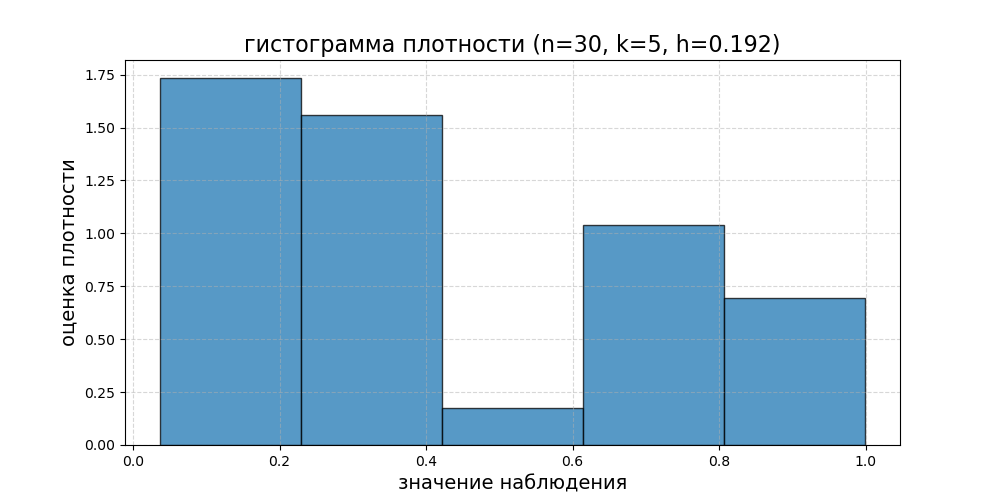 гистограмма плотности (n=30, k=5, h=0.192)
оценка плотности
1.75
1.50
1.25
1.00
0.75
0.50
0.25
0.00
0.0 0.2 0.4 0.6 0.8 1.0
значение наблюдения